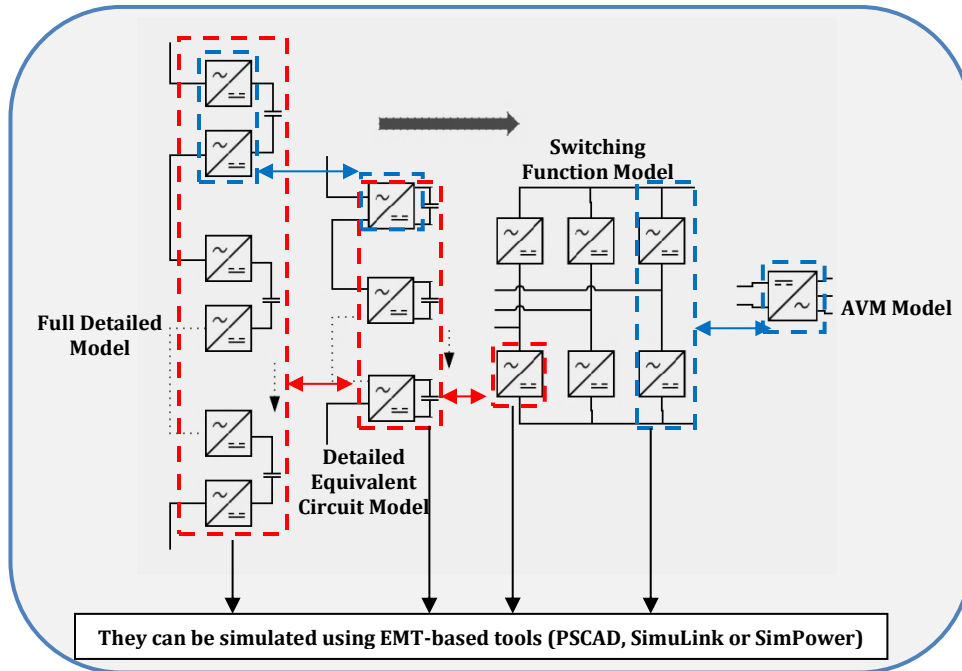 Switching
Function Model
Full Detailed
Model
AVM Model
Detailed
Equivalent
Circuit Model
They can be simulated using EMT-based tools (PSCAD, SimuLink or SimPower)